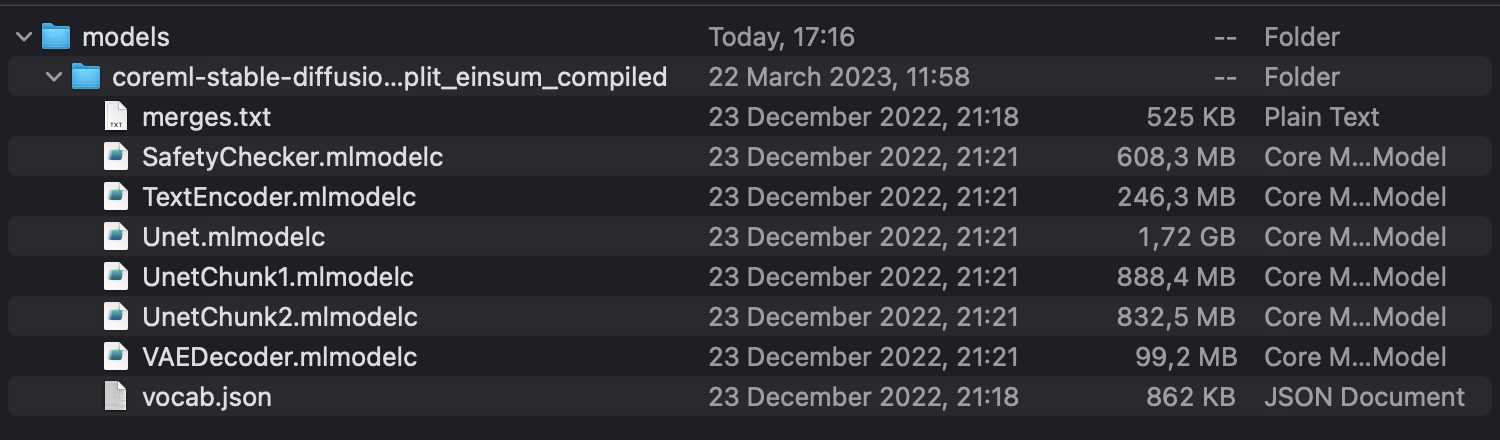 models Today, 17:16 -- Folder
coreml-stable-diffusio...plit_einsum_compiled 22 March 2023, 11:58 -- Folder
TXT merges.txt 23 December 2022, 21:18 525 KB Plain Text
SafetyChecker.mlmodelc 23 December 2022, 21:21 608,3 MB Core M...Model
TextEncoder.mlmodelc 23 December 2022, 21:21 246,3 MB Core M...Model
Unet.mlmodelc 23 December 2022, 21:21 1,72 GB Core M...Model
UnetChunk1.mlmodelc 23 December 2022, 21:21 888,4 MB Core M...Model
UnetChunk2.mlmodelc 23 December 2022, 21:21 832,5 MB Core M...Model
VAEDecoder.mlmodelc 23 December 2022, 21:21 99,2 MB Core M...Model
vocab.json 23 December 2022, 21:18 862 KB JSON Document